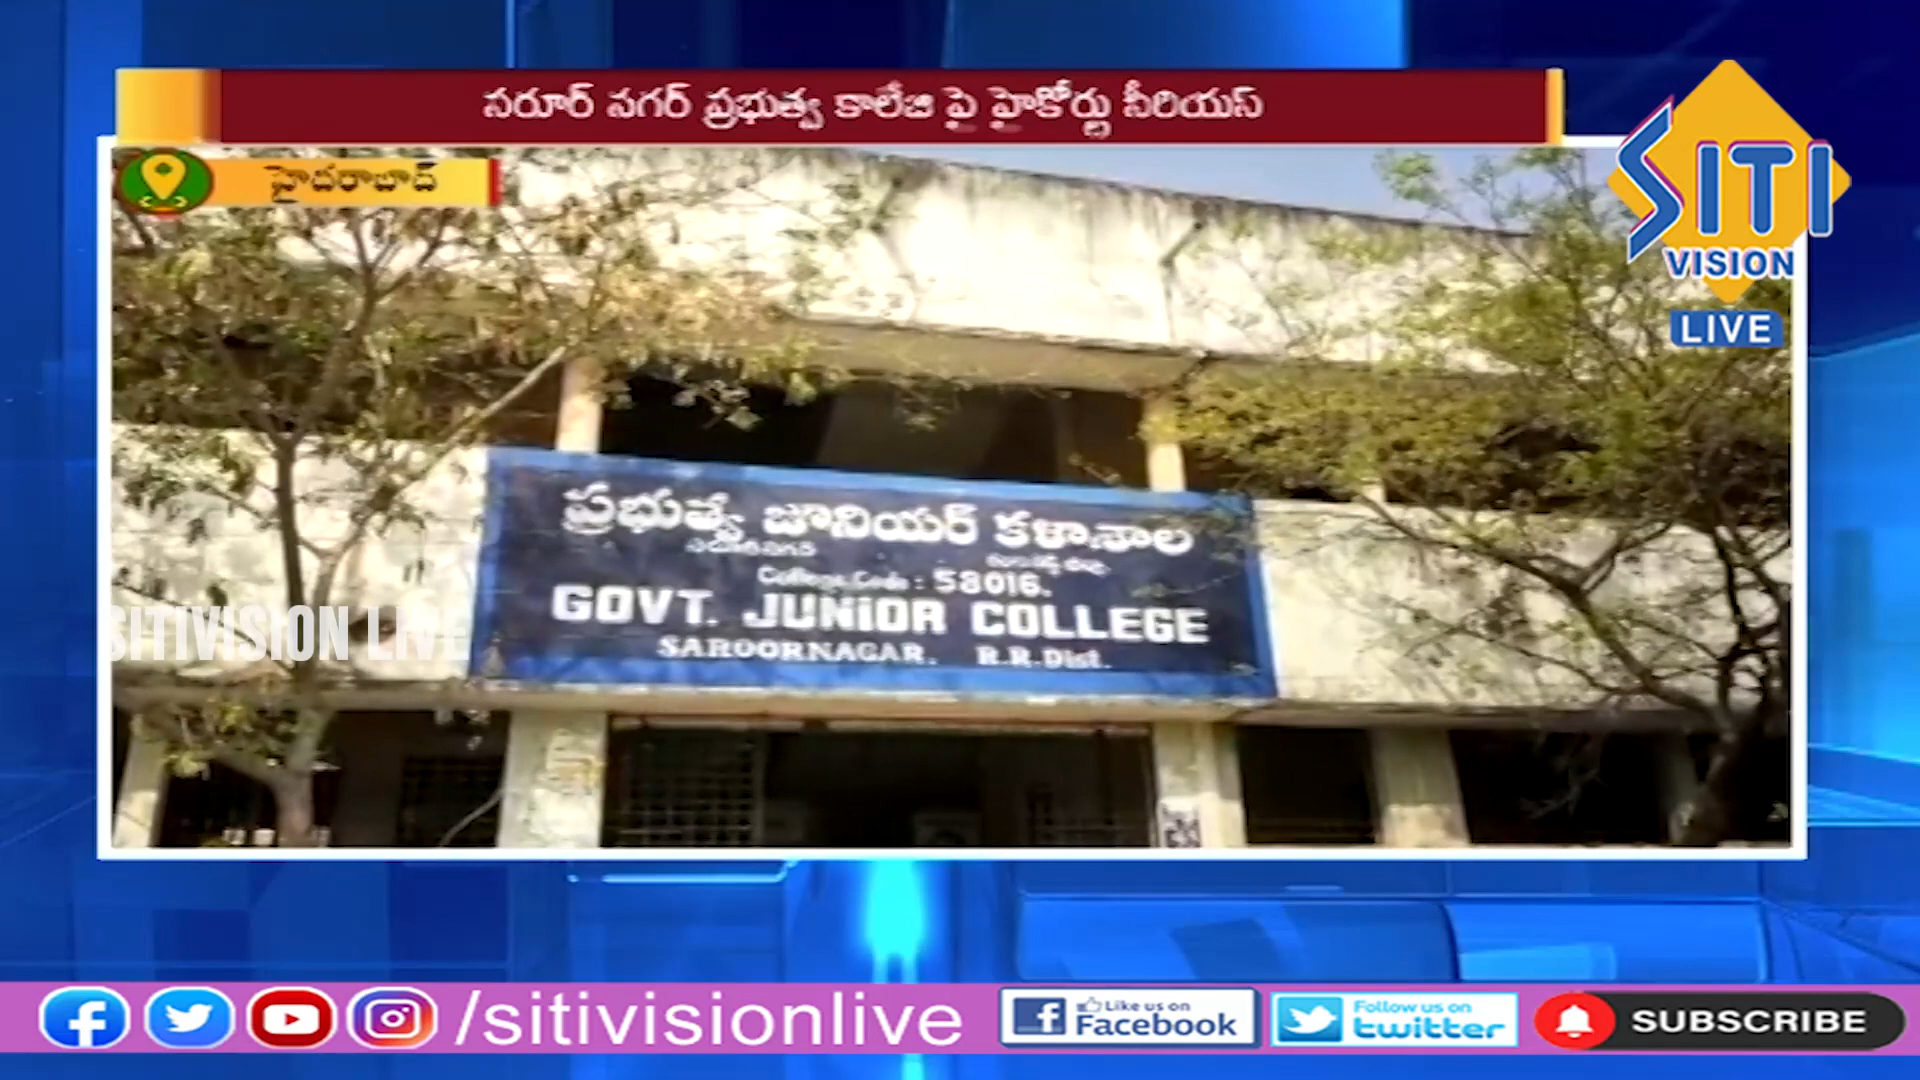 సరూర్ నగర్ ప్రభుత్వ కాలేజి పై హైకోర్టు సీరియస్
హైదరాబాద్
SITI
VISION
LIVE
ప్రభుత్వ జూనియర్ కళాశాల
College Code : 58016.
GOVT. JUNIOR COLLEGE
SAROORNAGAR. R.R.Dist.
SITIVISION LIVE
/sitivisionlive
Like us on
Facebook
Follow us on
twitter
SUBSCRIBE